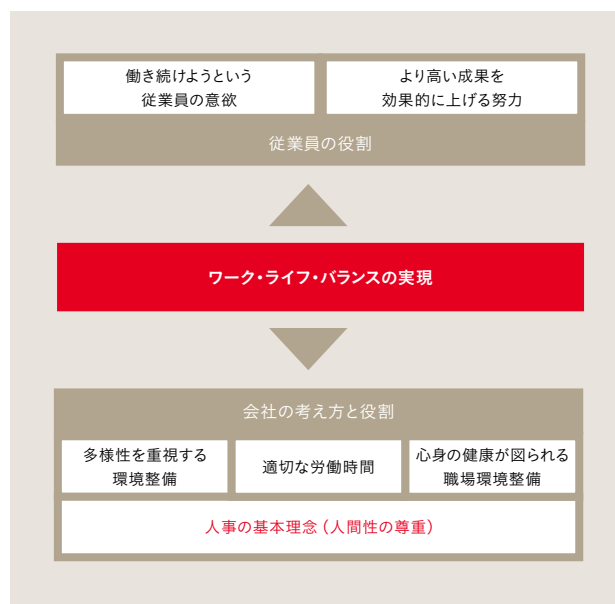 働き続けようという
従業員の意欲
より高い成果を
効果的に上げる努力
従業員の役割
ワーク・ライフ・バランスの実現
会社の考え方と役割
多様性を重視する
環境整備
適切な労働時間
心身の健康が図られる
職場環境整備
人事の基本理念（人間性の尊重）